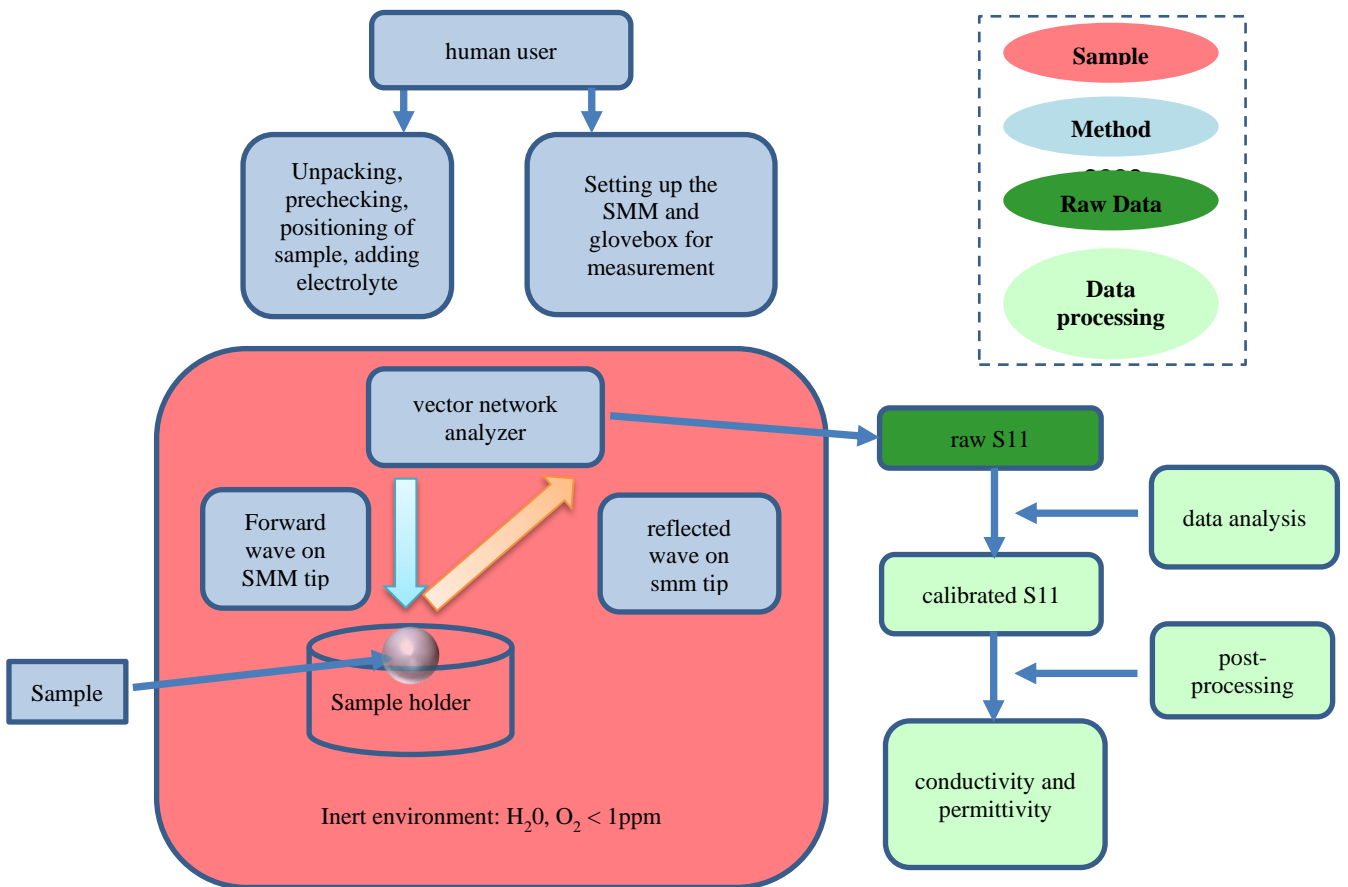 human user
Unpacking,
prechecking,
positioning of
sample, adding
electrolyte
Setting up the
SMM and
glovebox for
measurement
Sample
Method
Raw Data
Data
processing
vector network
analyzer
Forward
wave on
SMM tip
reflected
wave on
smm tip
Sample
Sample holder
Inert environment: H₂0, O₂ < 1ppm
raw S11
data analysis
calibrated S11
post-
processing
conductivity and
permittivity